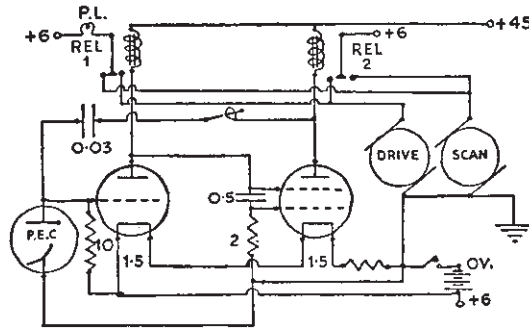 P.L.
+6
REL
1
+6
REL
2
+45
0·03
DRIVE
SCAN
0·5
P.E.C
10
1·5
2
1·5
0V.
+6